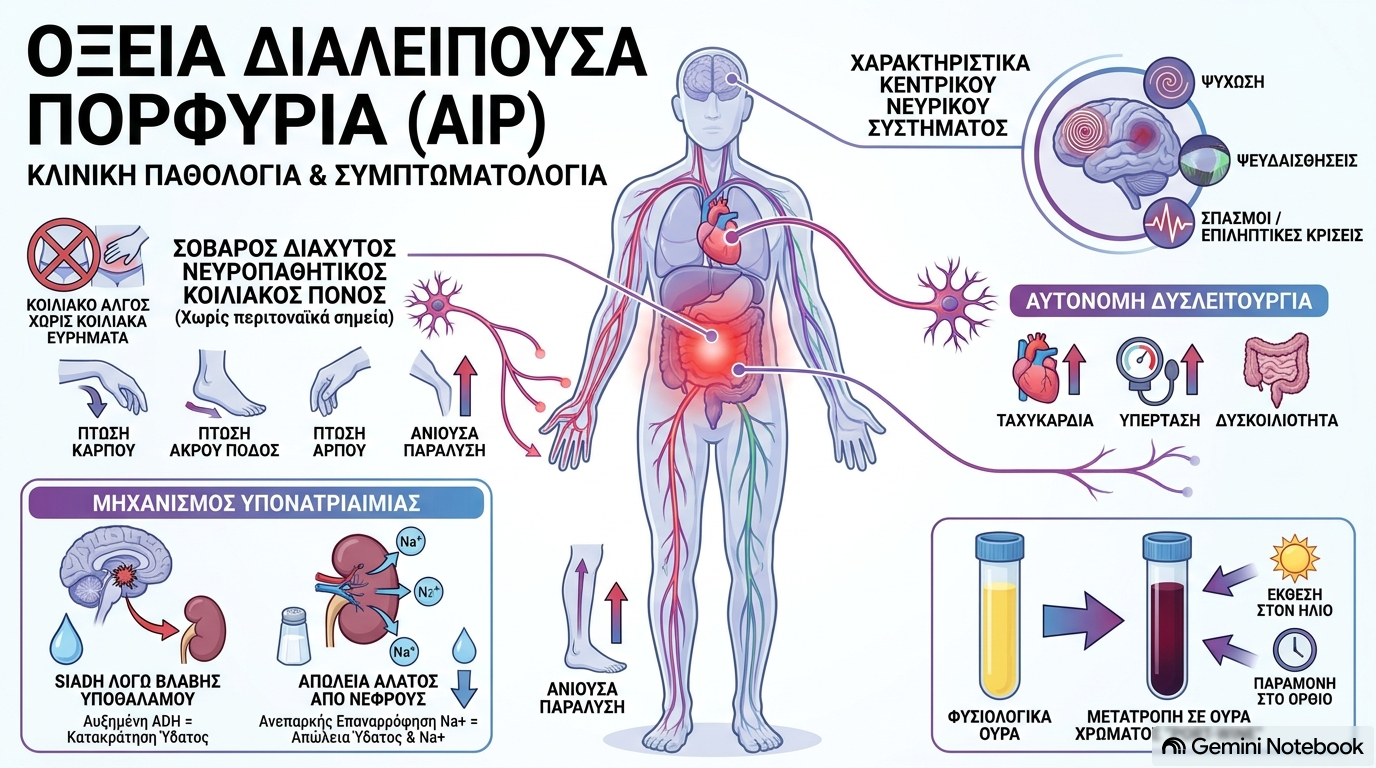 ΟΞΕΙΑ ΔΙΑΛΕΙΠΟΥΣΑ
ΠΟΡΦΥΡΙΑ (AIP)
ΚΛΙΝΙΚΗ ΠΑΘΟΛΟΓΙΑ & ΣΥΜΠΤΩΜΑΤΟΛΟΓΙΑ
ΚΟΙΛΙΑΚΟ ΑΛΓΟΣ
ΧΩΡΙΣ ΚΟΙΛΙΑΚΑ
ΕΥΡΗΜΑΤΑ
ΣΟΒΑΡΟΣ ΔΙΑΧΥΤΟΣ
ΝΕΥΡΟΠΑΘΗΤΙΚΟΣ
ΚΟΙΛΙΑΚΟΣ ΠΟΝΟΣ
(Χωρίς περιτοναϊκά σημεία)
ΠΤΩΣΗ
ΚΑΡΠΟΥ
ΠΤΩΣΗ
ΑΚΡΟΥ ΠΟΔΟΣ
ΠΤΩΣΗ
ΑΡΠΟΥ
ΑΝΙΟΥΣΑ
ΠΑΡΑΛΥΣΗ
ΧΑΡΑΚΤΗΡΙΣΤΙΚΑ
ΚΕΝΤΡΙΚΟΥ
ΝΕΥΡΙΚΟΥ
ΣΥΣΤΗΜΑΤΟΣ
ΨΥΧΩΣΗ
ΨΕΥΔΑΙΣΘΗΣΕΙΣ
ΣΠΑΣΜΟΙ /
ΕΠΙΛΗΠΤΙΚΕΣ ΚΡΙΣΕΙΣ
ΑΥΤΟΝΟΜΗ ΔΥΣΛΕΙΤΟΥΡΓΙΑ
ΤΑΧΥΚΑΡΔΙΑ
ΥΠΕΡΤΑΣΗ
ΔΥΣΚΟΙΛΙΟΤΗΤΑ
ΜΗΧΑΝΙΣΜΟΣ ΥΠΟΝΑΤΡΙΑΙΜΙΑΣ
Na⁺
N₂⁺
Na⁺
SIADH ΛΟΓΩ ΒΛΑΒΗΣ
ΥΠΟΘΑΛΑΜΟΥ
Αυξημένη ADH =
Κατακράτηση Ύδατος
ΑΠΩΛΕΙΑ ΑΛΑΤΟΣ
ΑΠΟ ΝΕΦΡΟΥΣ
Ανεπαρκής Επαναρρόφηση Na+ =
Απώλεια Ύδατος & Na+
ΑΝΙΟΥΣΑ
ΠΑΡΑΛΥΣΗ
ΕΚΘΕΣΗ
ΣΤΟΝ ΗΛΙΟ
ΠΑΡΑΜΟΝΗ
ΣΤΟ ΟΡΘΙΟ
ΦΥΣΙΟΛΟΓΙΚΑ
ΟΥΡΑ
ΜΕΤΑΤΡΟΠΗ ΣΕ ΟΥΡΑ
ΧΡΩΜΑΤΟΣ
Gemini Notebook